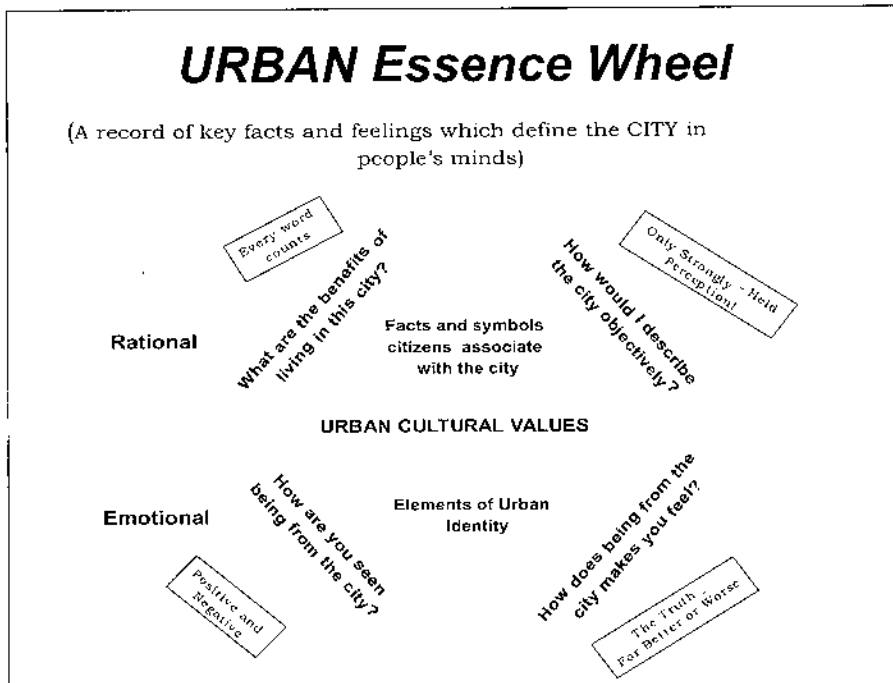 URBAN Essence Wheel
(A record of key facts and feelings which define the CITY in
people's minds)
Every word
counts
What are the benefits of
living in this city?
Facts and symbols
citizens associate
with the city
How would I describe
the city objectively?
Only Strongly - Held
Perception!
Rational
URBAN CULTURAL VALUES
Emotional
How are you seen
being from the city?
Elements of Urban
Identity
How does being from the
city makes you feel?
Positive and
Negative
The Truth -
For Better or Worse